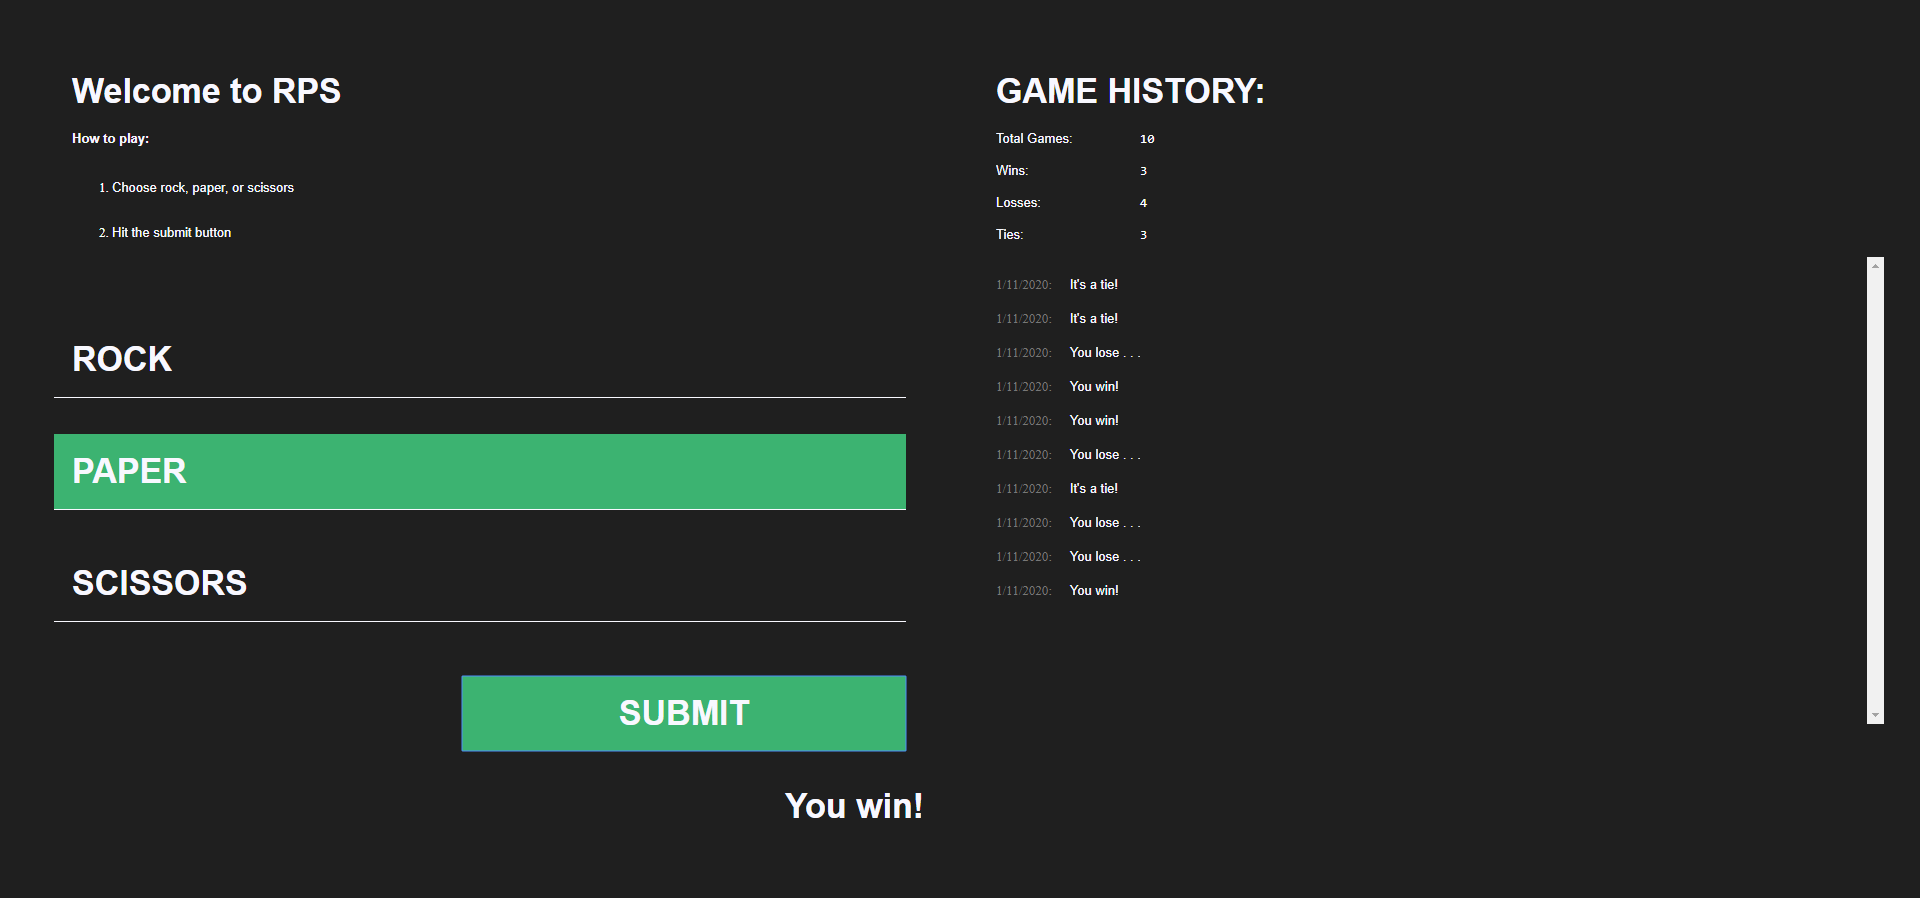 Welcome to RPS
How to play:
1. Choose rock, paper, or scissors
2. Hit the submit button
ROCK
PAPER
SCISSORS
SUBMIT
You win!
GAME HISTORY:
Total Games: 10
Wins: 3
Losses: 4
Ties: 3
1/11/2020: It's a tie!
1/11/2020: It's a tie!
1/11/2020: You lose . . .
1/11/2020: You win!
1/11/2020: You win!
1/11/2020: You lose . . .
1/11/2020: It's a tie!
1/11/2020: You lose . . .
1/11/2020: You lose . . .
1/11/2020: You win!